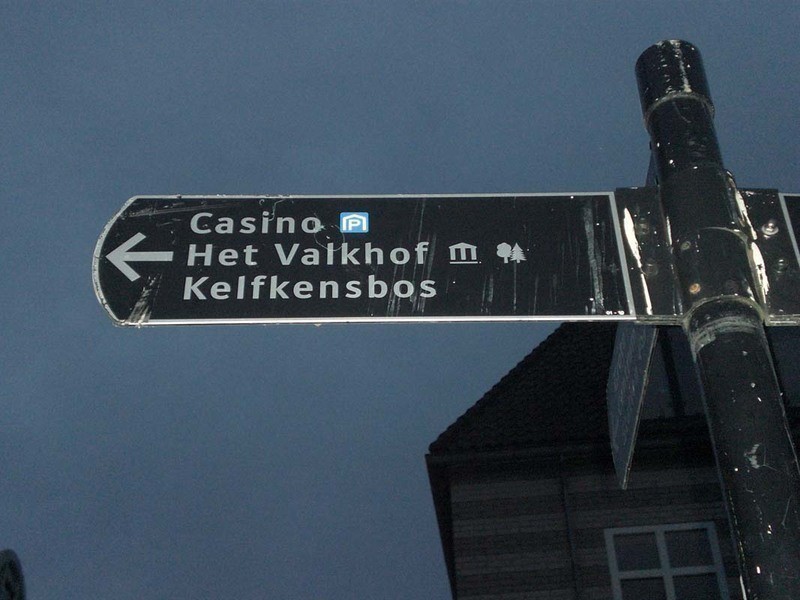 Casino P
Het Valkhof
Kelfkensbos